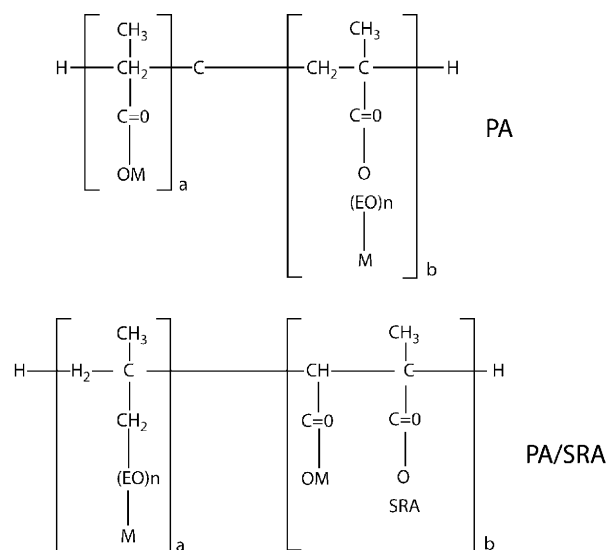 CH₃ CH₃
H CH₂ C CH₂ C H
C=0 C=0
PA
OM O
a
(EO)n
M
b
CH₃ CH₃
H H₂ C CH C H
CH₂ C=0 C=0
PA/SRA
(EO)n OM O
SRA
M
a b